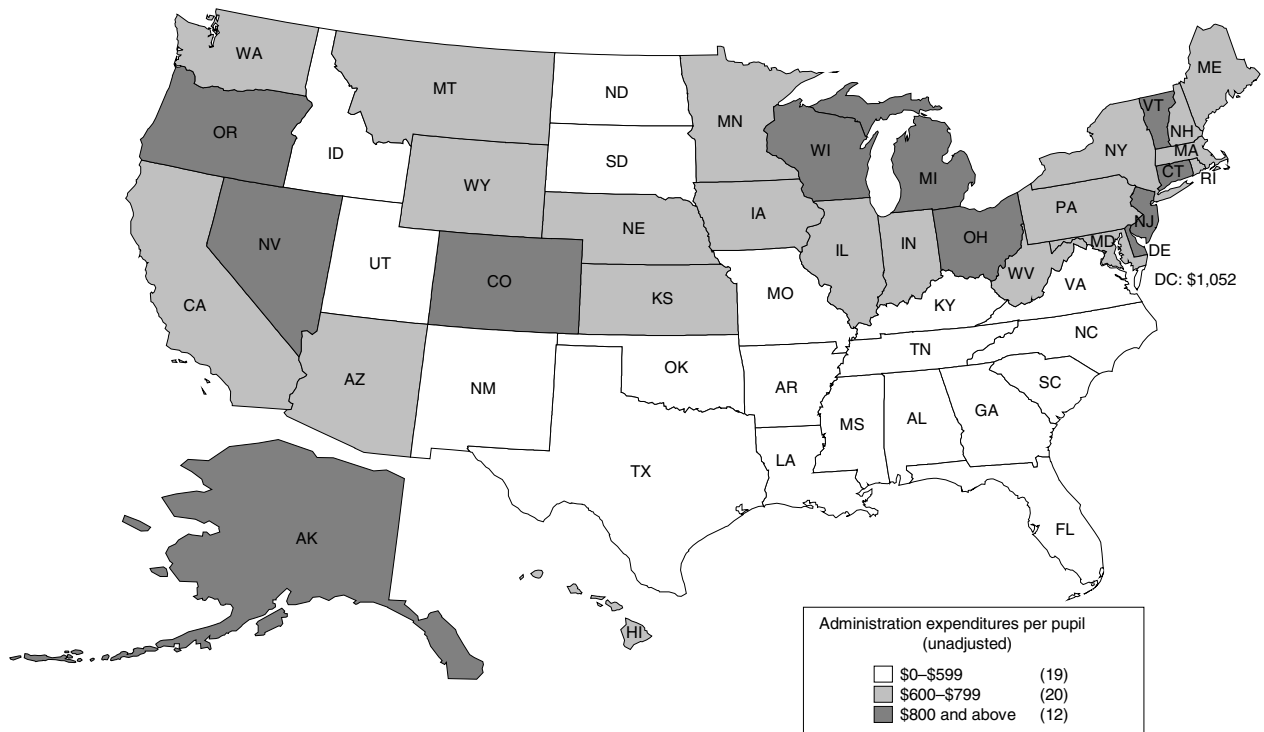 WA
MT
ND
MN
ME
OR
ID
SD
WI
MI
VT
NH
NY
MA
CT
RI
WY
IA
PA
NE
NJ
NV
UT
CO
IL
IN
OH
MD
DE
WV
DC: $1,052
CA
KS
MO
KY
VA
AZ
NM
OK
TN
NC
AR
SC
MS
AL
GA
LA
TX
FL
AK
HI
Administration expenditures per pupil
(unadjusted)
$0–$599 (19)
$600–$799 (20)
$800 and above (12)